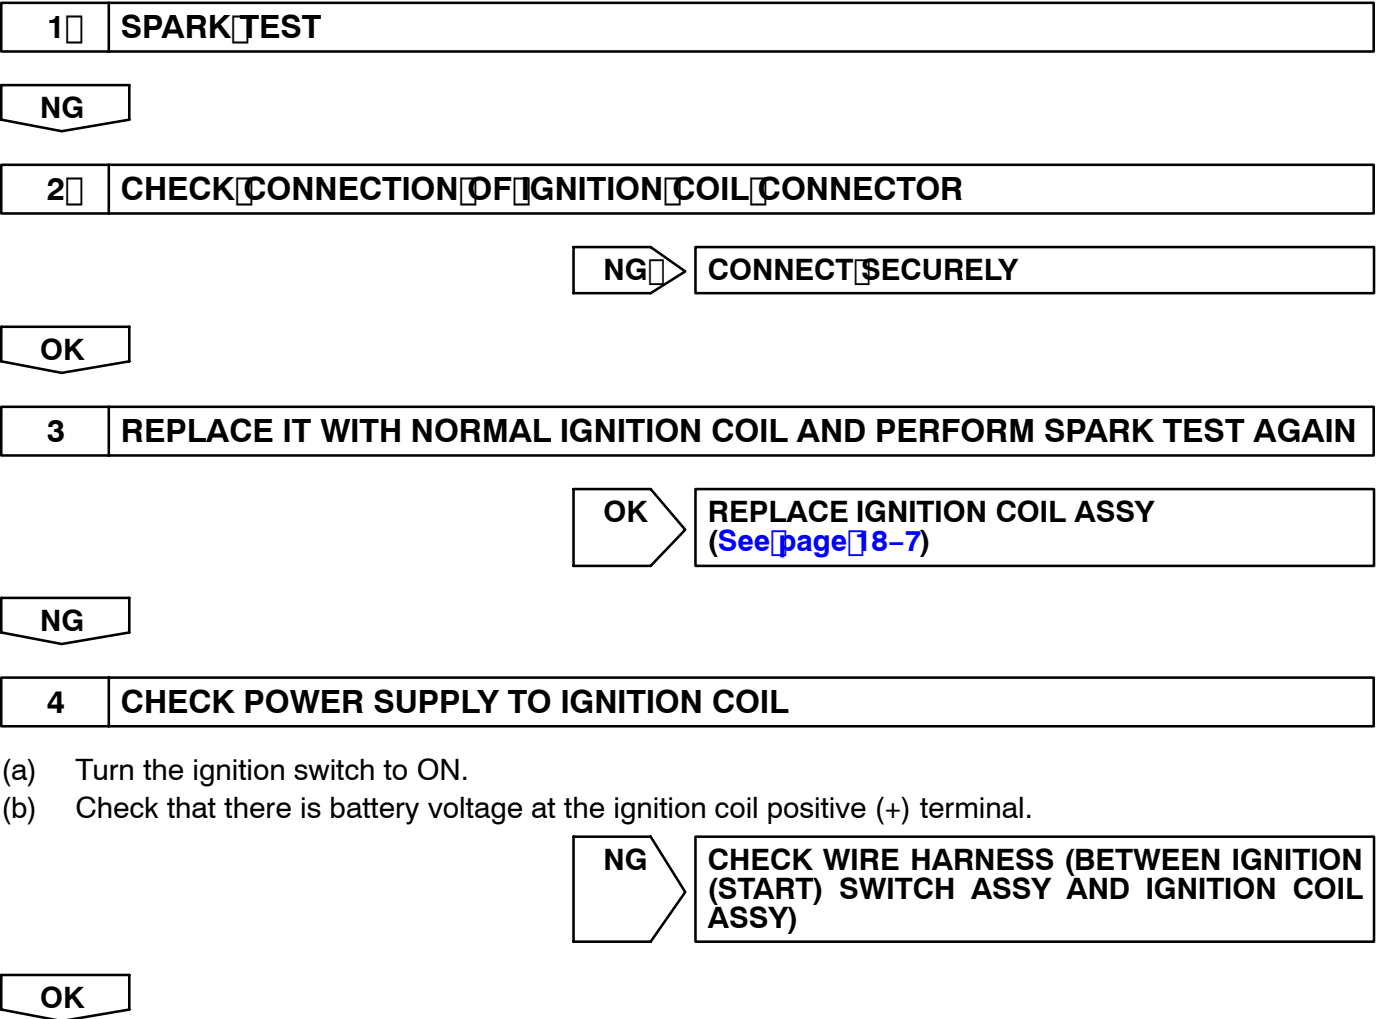 1 SPARK TEST
NG
2 CHECK CONNECTION OF IGNITION COIL CONNECTOR
NG CONNECT SECURELY
OK
3 REPLACE IT WITH NORMAL IGNITION COIL AND PERFORM SPARK TEST AGAIN
OK REPLACE IGNITION COIL ASSY
(See page 18–7)
NG
4 CHECK POWER SUPPLY TO IGNITION COIL
(a) Turn the ignition switch to ON.
(b) Check that there is battery voltage at the ignition coil positive (+) terminal.
NG CHECK WIRE HARNESS (BETWEEN IGNITION
(START) SWITCH ASSY AND IGNITION COIL
ASSY)
OK